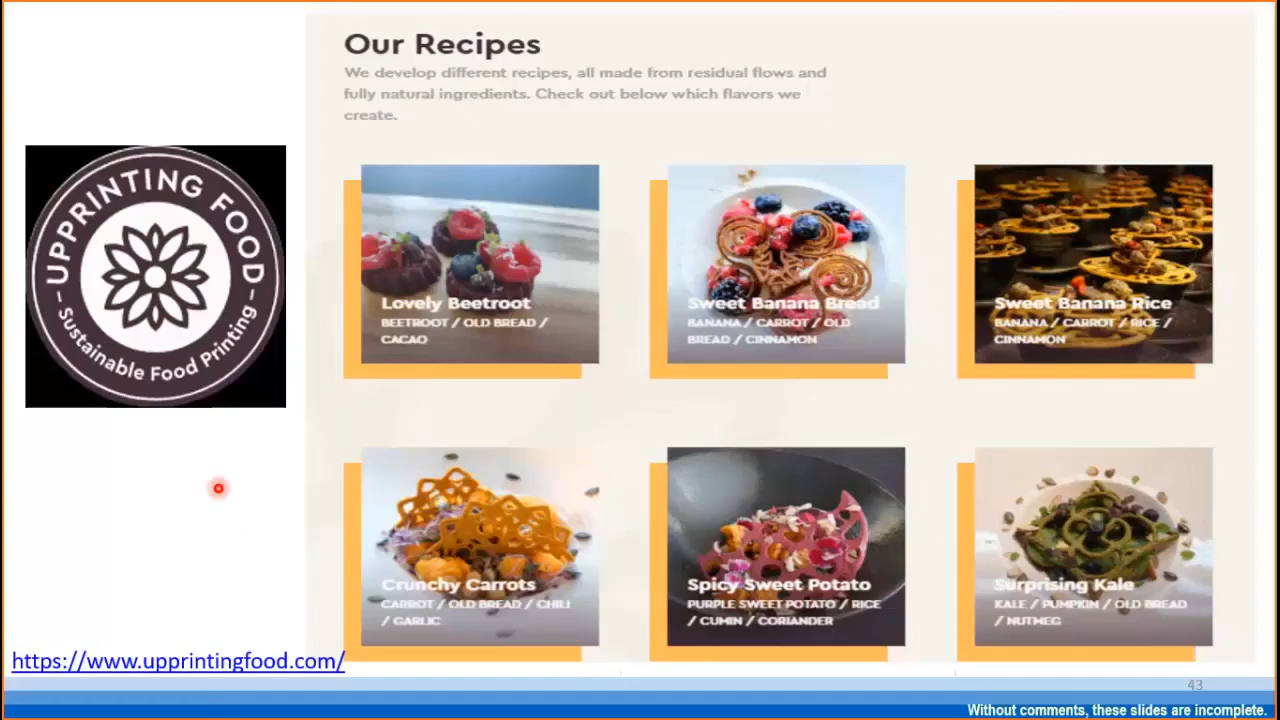 Our Recipes
We develop different recipes, all made from residual flows and
fully natural ingredients. Check out below which flavors we
create.
UPPRINTING FOOD
– Sustainable Food Printing –
Lovely Beetroot
BEETROOT / OLD BREAD /
CACAO
Sweet Banana Bread
BANANA / CARROT / OLD
BREAD / CINNAMON
Sweet Banana Rice
BANANA / CARROT / RICE /
CINNAMON
Crunchy Carrots
CARROT / OLD BREAD / CHILI
/ GARLIC
Spicy Sweet Potato
PURPLE SWEET POTATO / RICE
/ CUMIN / CORIANDER
Surprising Kale
KALE / PUMPKIN / OLD BREAD
/ NUTMEG
https://www.upprintingfood.com/
43
Without comments, these slides are incomplete.